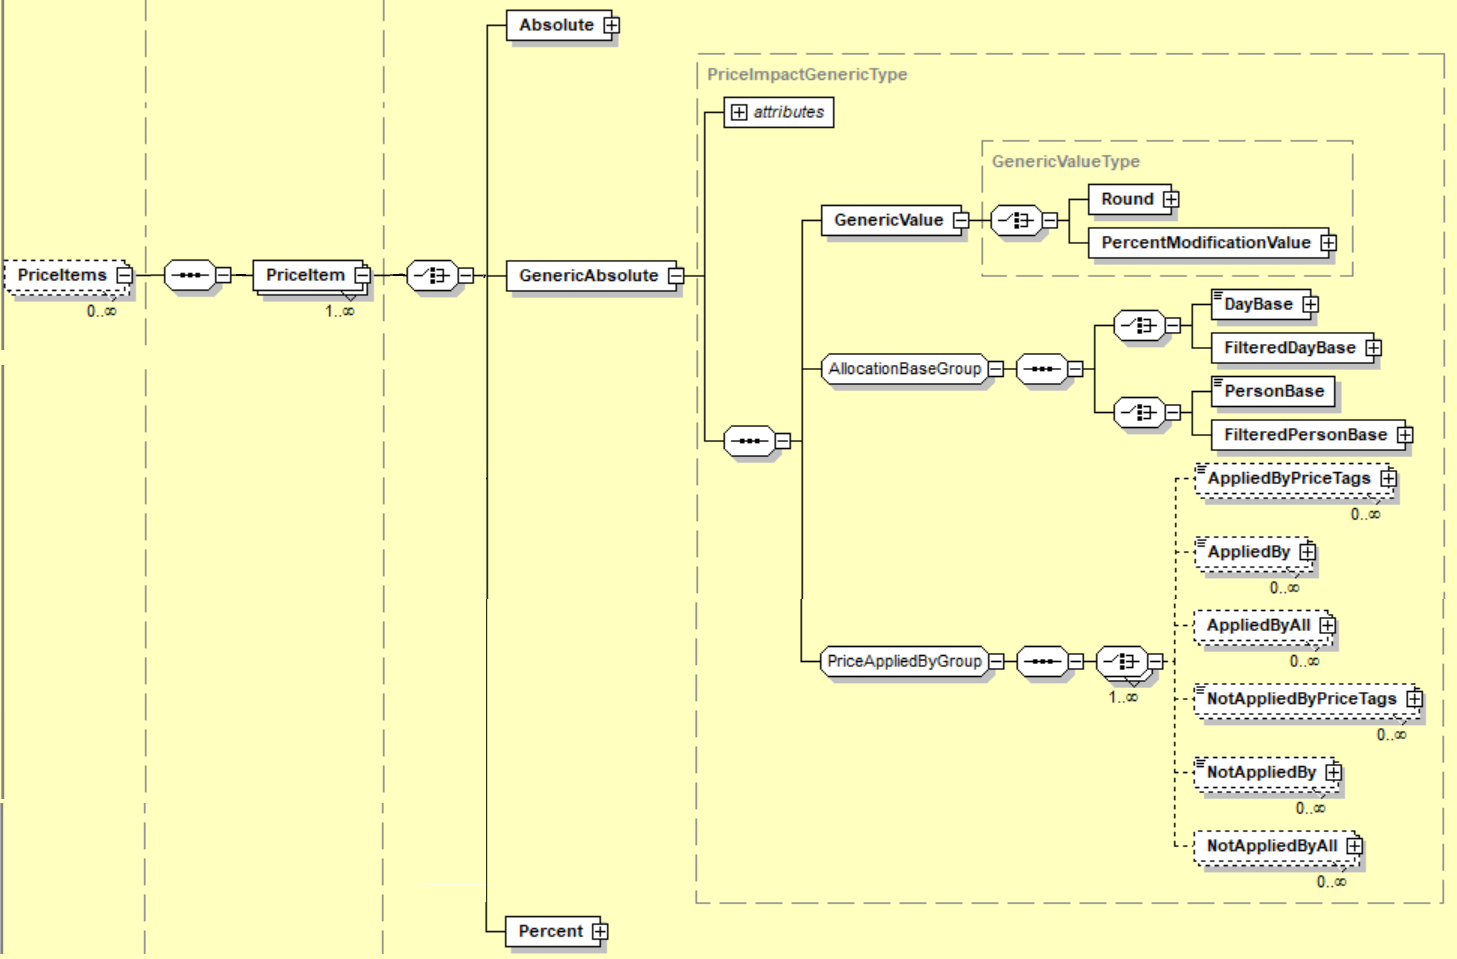 Absolute
PriceImpactGenericType
attributes
GenericValueType
Round
GenericValue
PercentModificationValue
PriceItems
0..∞
PriceItem
1..∞
GenericAbsolute
DayBase
FilteredDayBase
AllocationBaseGroup
PersonBase
FilteredPersonBase
AppliedByPriceTags
0..∞
AppliedBy
0..∞
AppliedByAll
0..∞
PriceAppliedByGroup
1..∞
NotAppliedByPriceTags
0..∞
NotAppliedBy
0..∞
NotAppliedByAll
0..∞
Percent